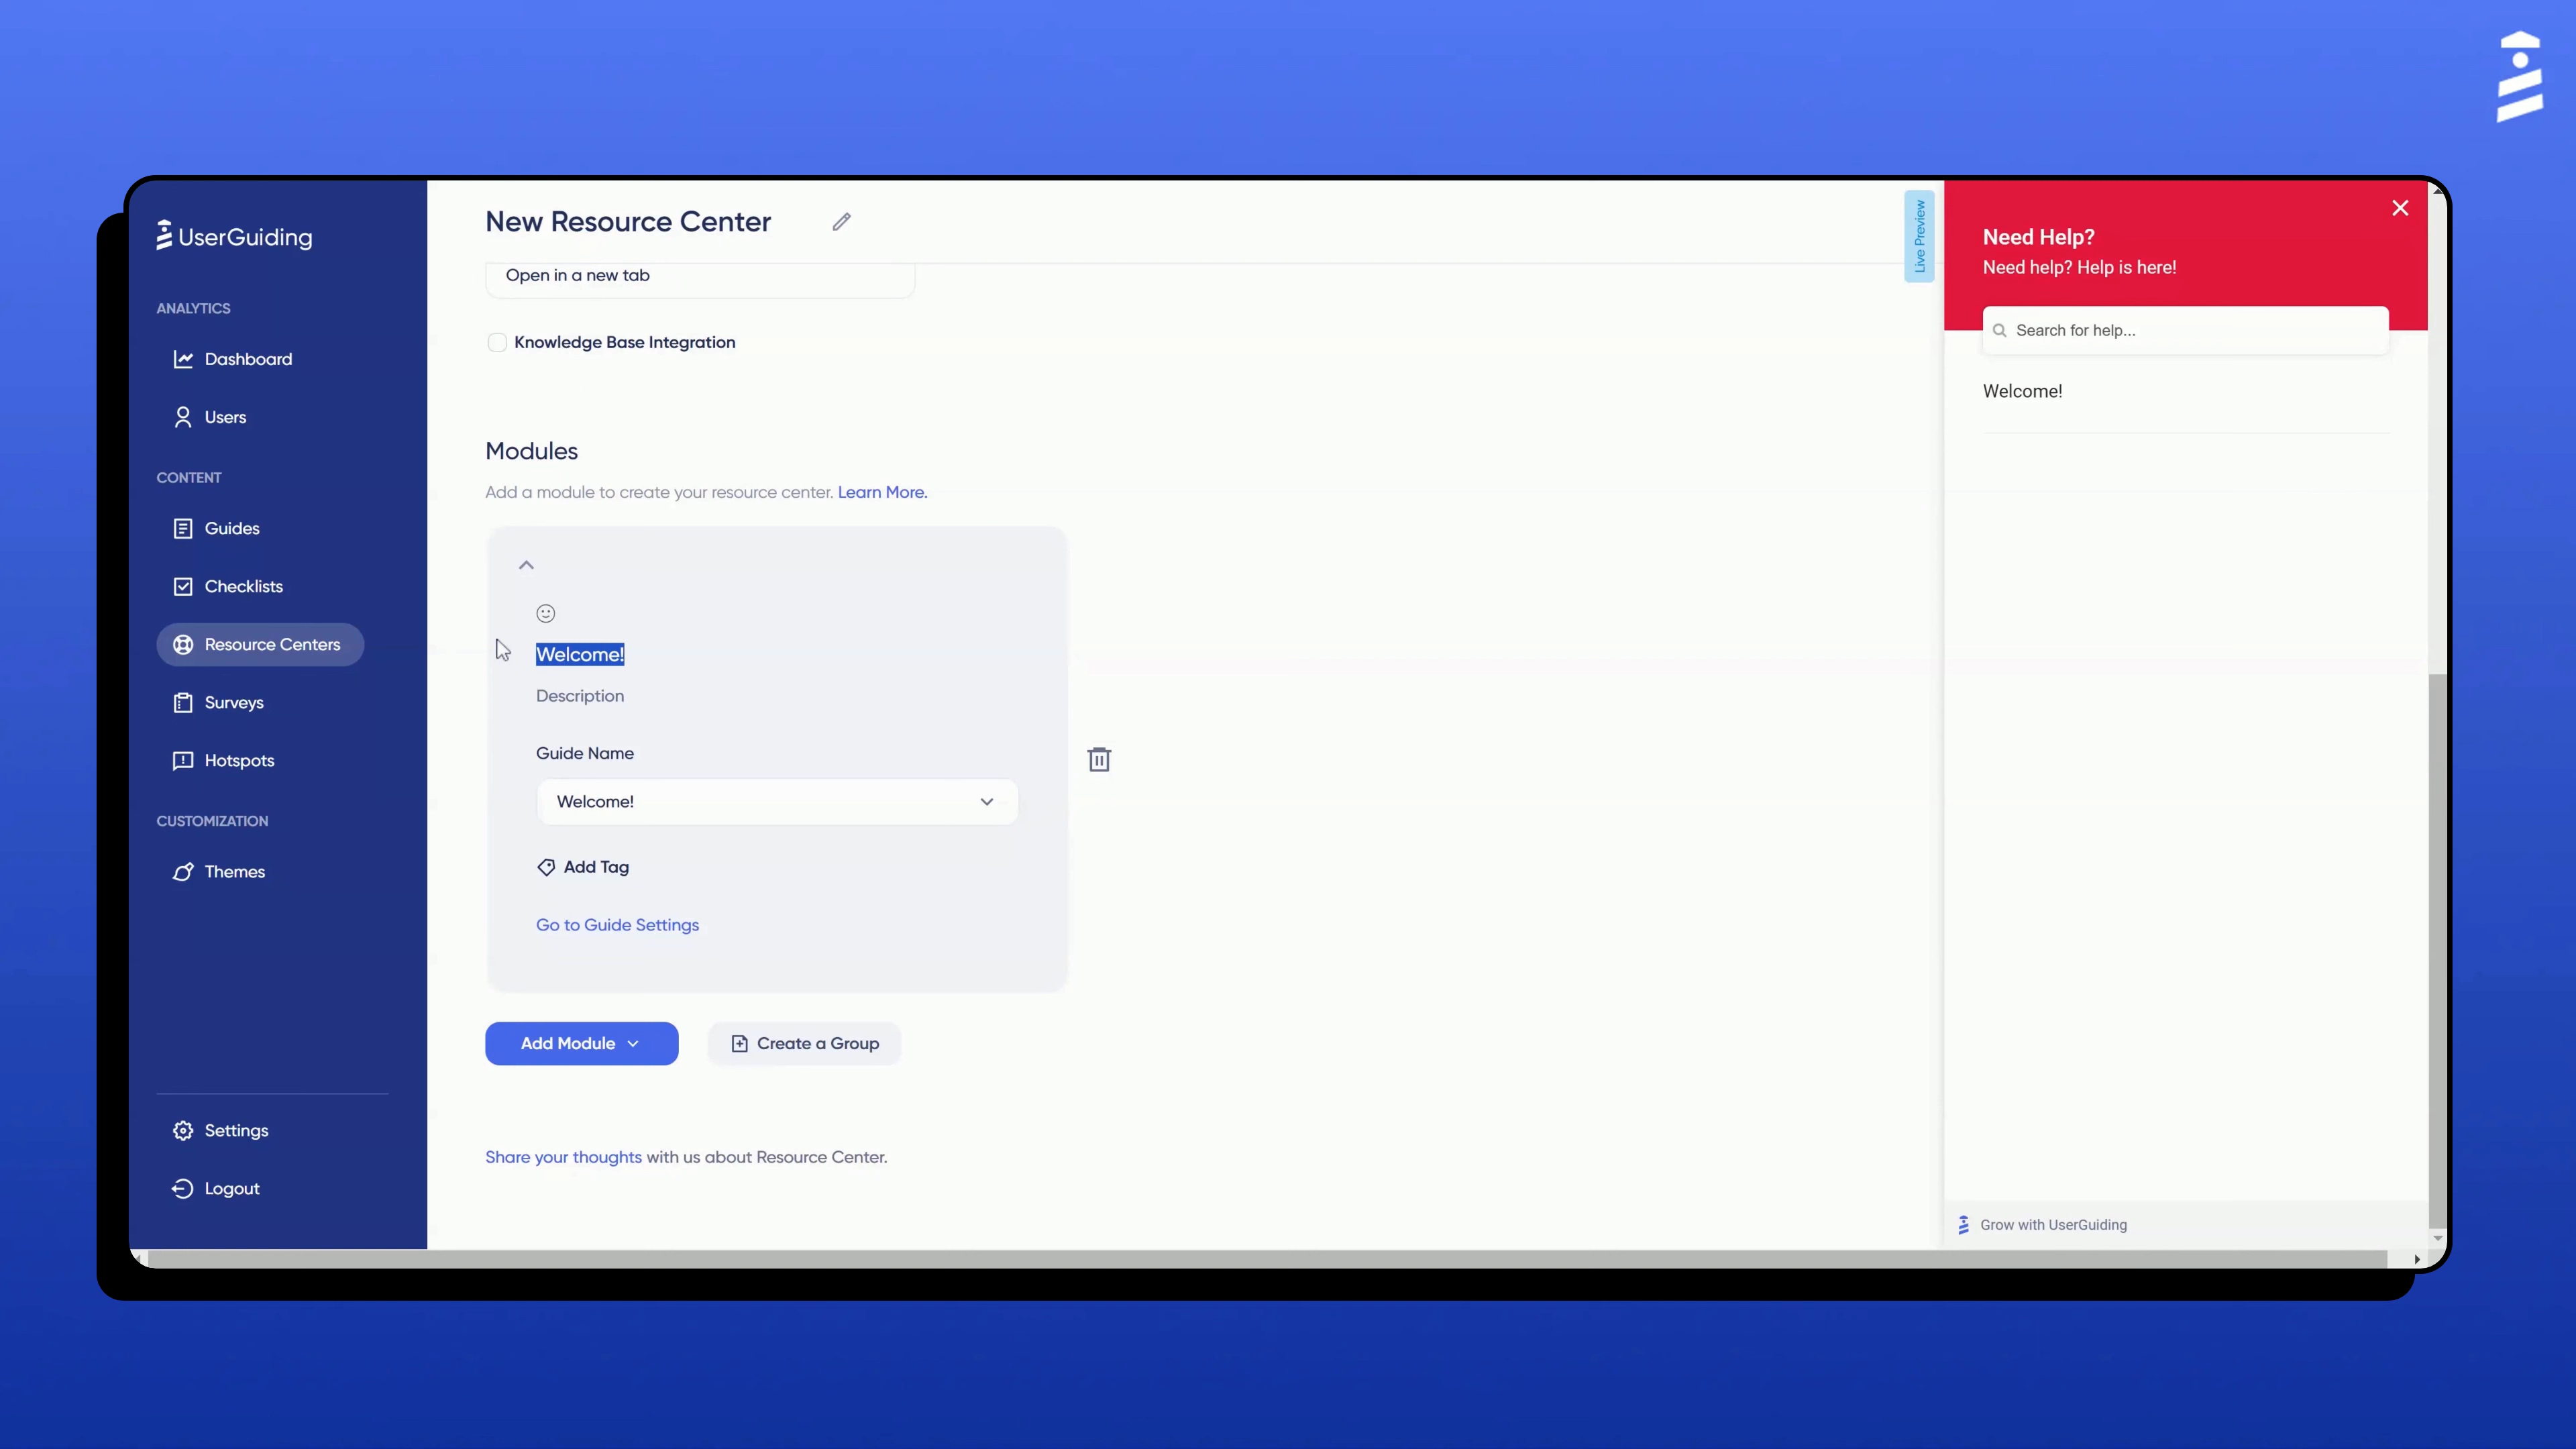 UserGuiding
ANALYTICS
Dashboard
Users
CONTENT
Guides
Checklists
Resource Centers
Surveys
Hotspots
CUSTOMIZATION
Themes
Settings
Logout
New Resource Center
Open in a new tab
Knowledge Base Integration
Modules
Add a module to create your resource center. Learn More.
Welcome!
Description
Guide Name
Welcome!
Add Tag
Go to Guide Settings
Add Module
Create a Group
Share your thoughts with us about Resource Center.
Live Preview
Need Help?
Need help? Help is here!
Search for help...
Welcome!
Grow with UserGuiding